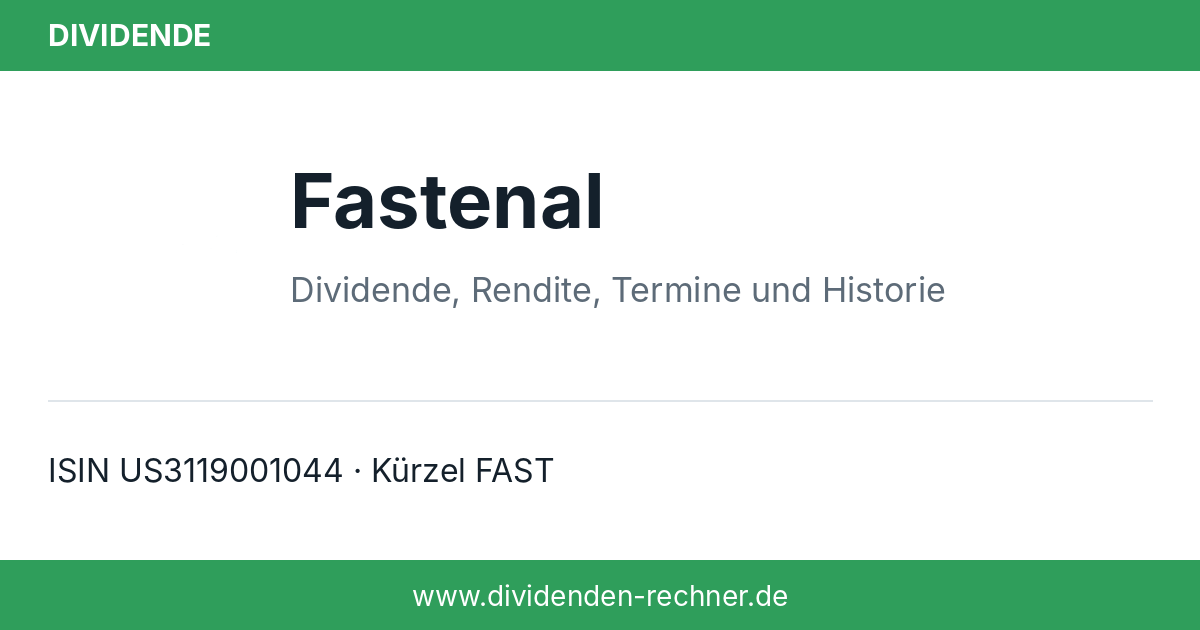 DIVIDENDE
Fastenal
Dividende, Rendite, Termine und Historie
ISIN US3119001044 · Kürzel FAST
www.dividenden-rechner.de